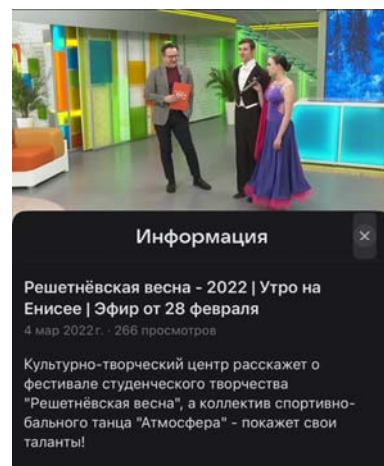 Информация
Решетнёвская весна - 2022 | Утро на
Енисее | Эфир от 28 февраля
4 мар 2022 г. · 266 просмотров
Культурно-творческий центр расскажет о
фестивале студенческого творчества
"Решетнёвская весна", а коллектив спортивно-
бального танца "Атмосфера" - покажет свои
таланты!